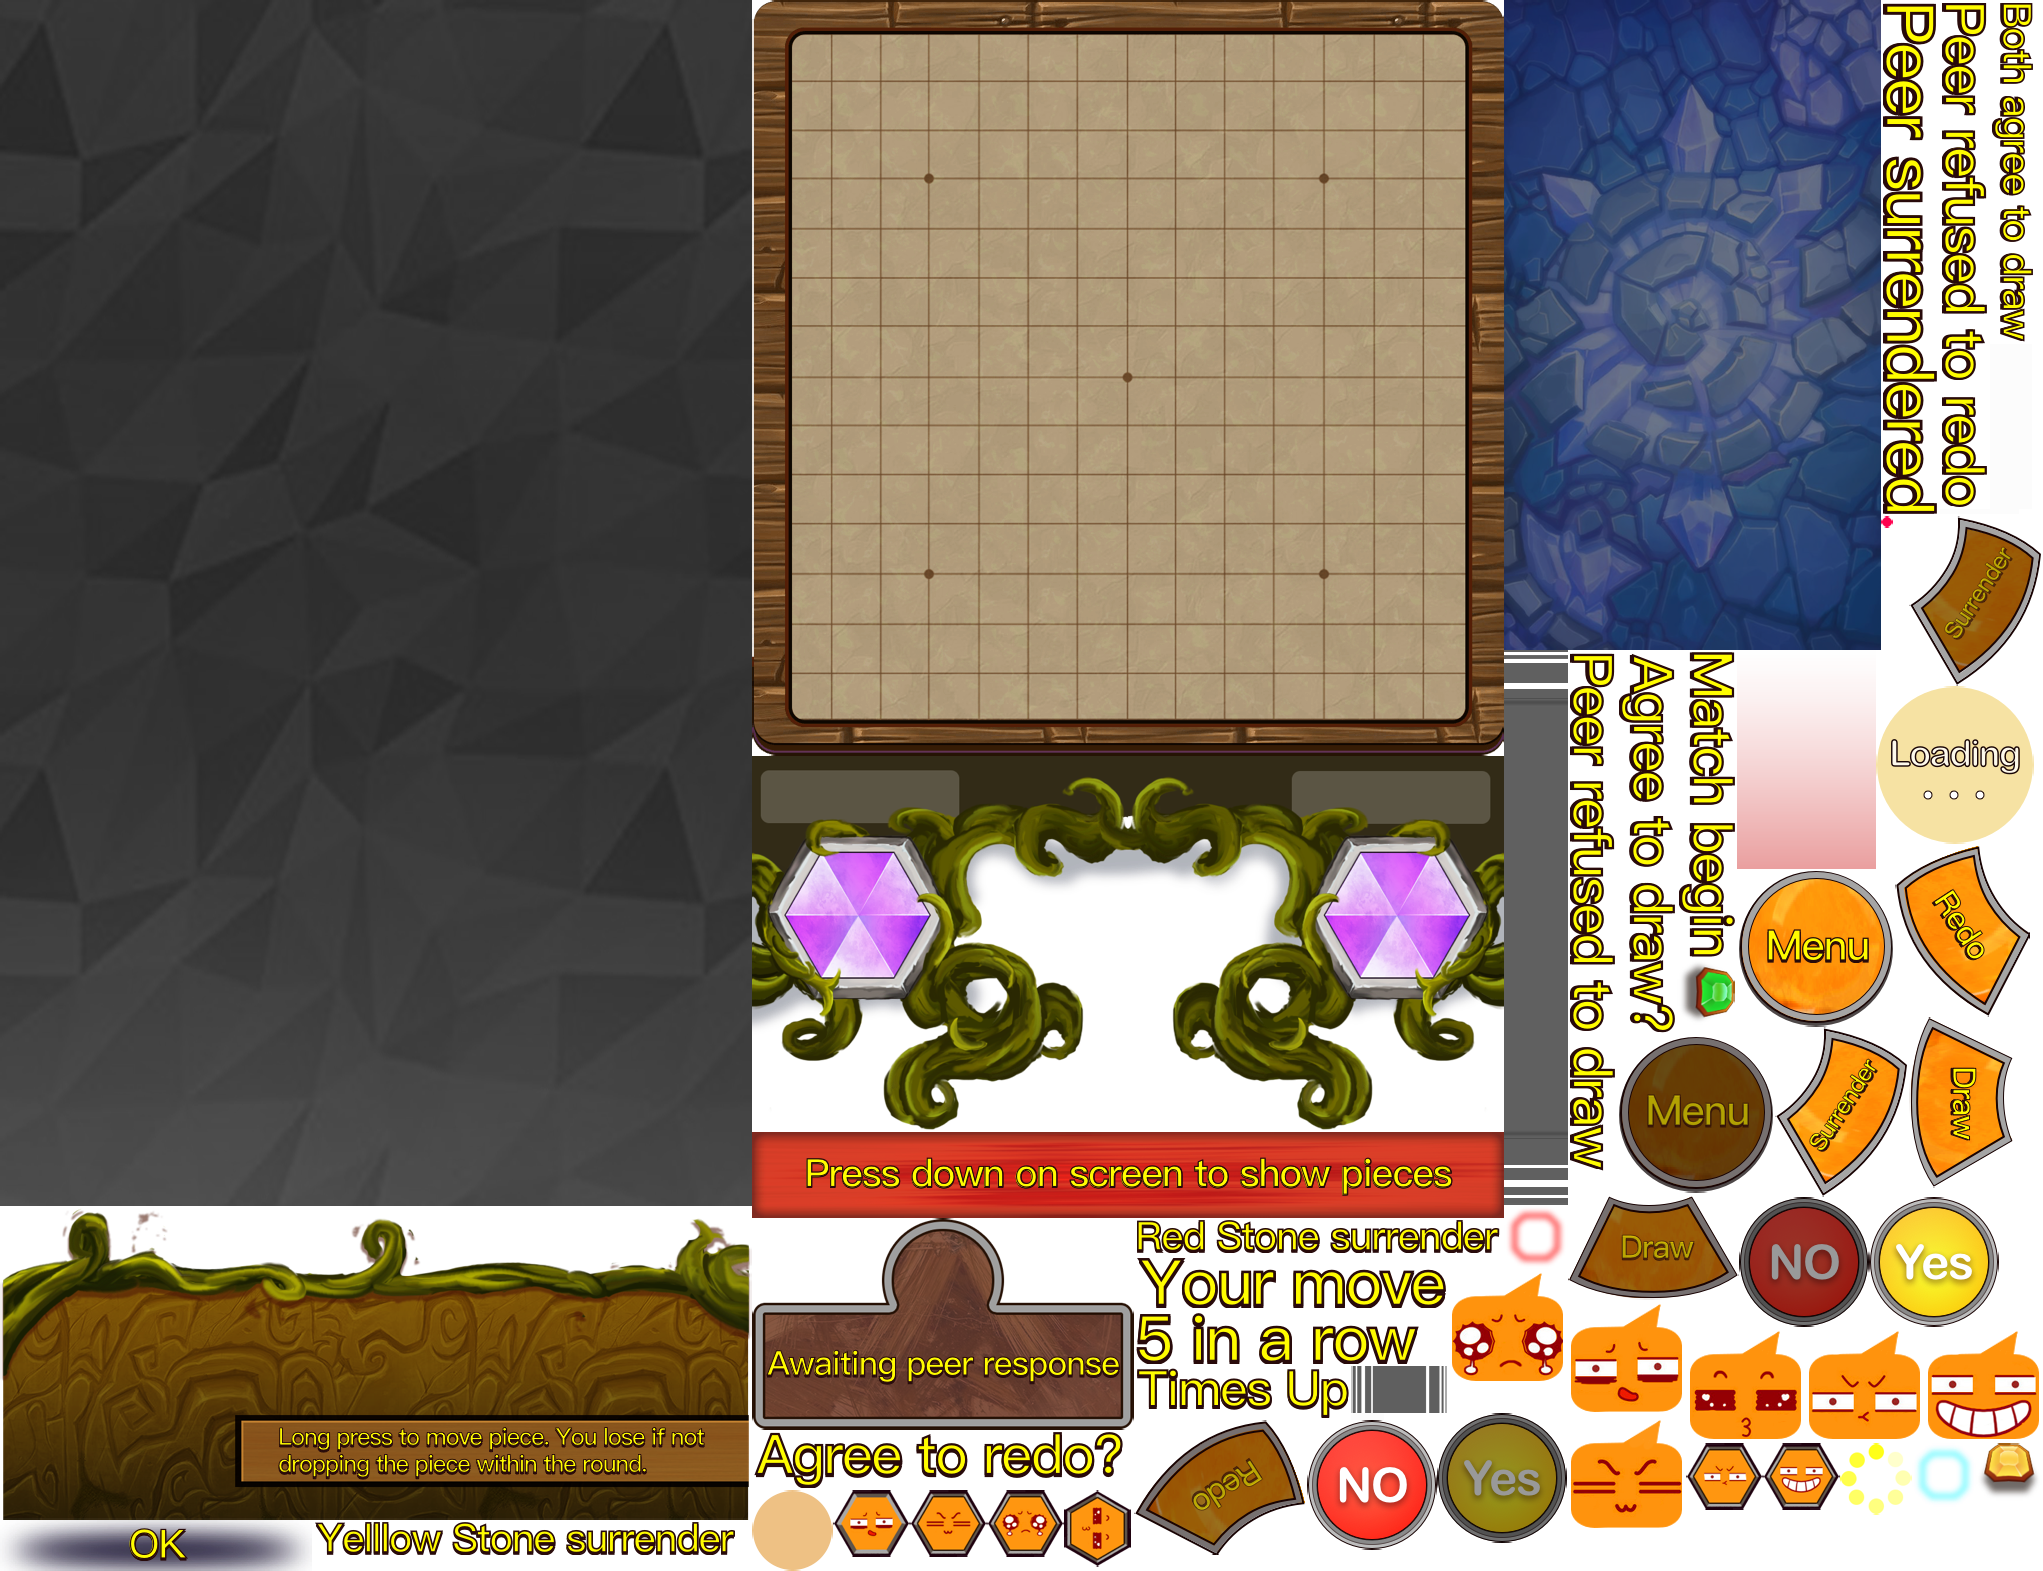 Both agree to draw
Peer refused to redo
Peer surrendered
Surrender
Match begin
Agree to draw?
Peer refused to draw
Loading
...
Menu
Redo
Menu
Surrender
Draw
Press down on screen to show pieces
Draw
NO
Yes
Red Stone surrender
Your move
5 in a row
Times Up
Awaiting peer response
Agree to redo?
Long press to move piece. You lose if not
dropping the piece within the round.
Redo
NO
Yes
OK
Yelllow Stone surrender